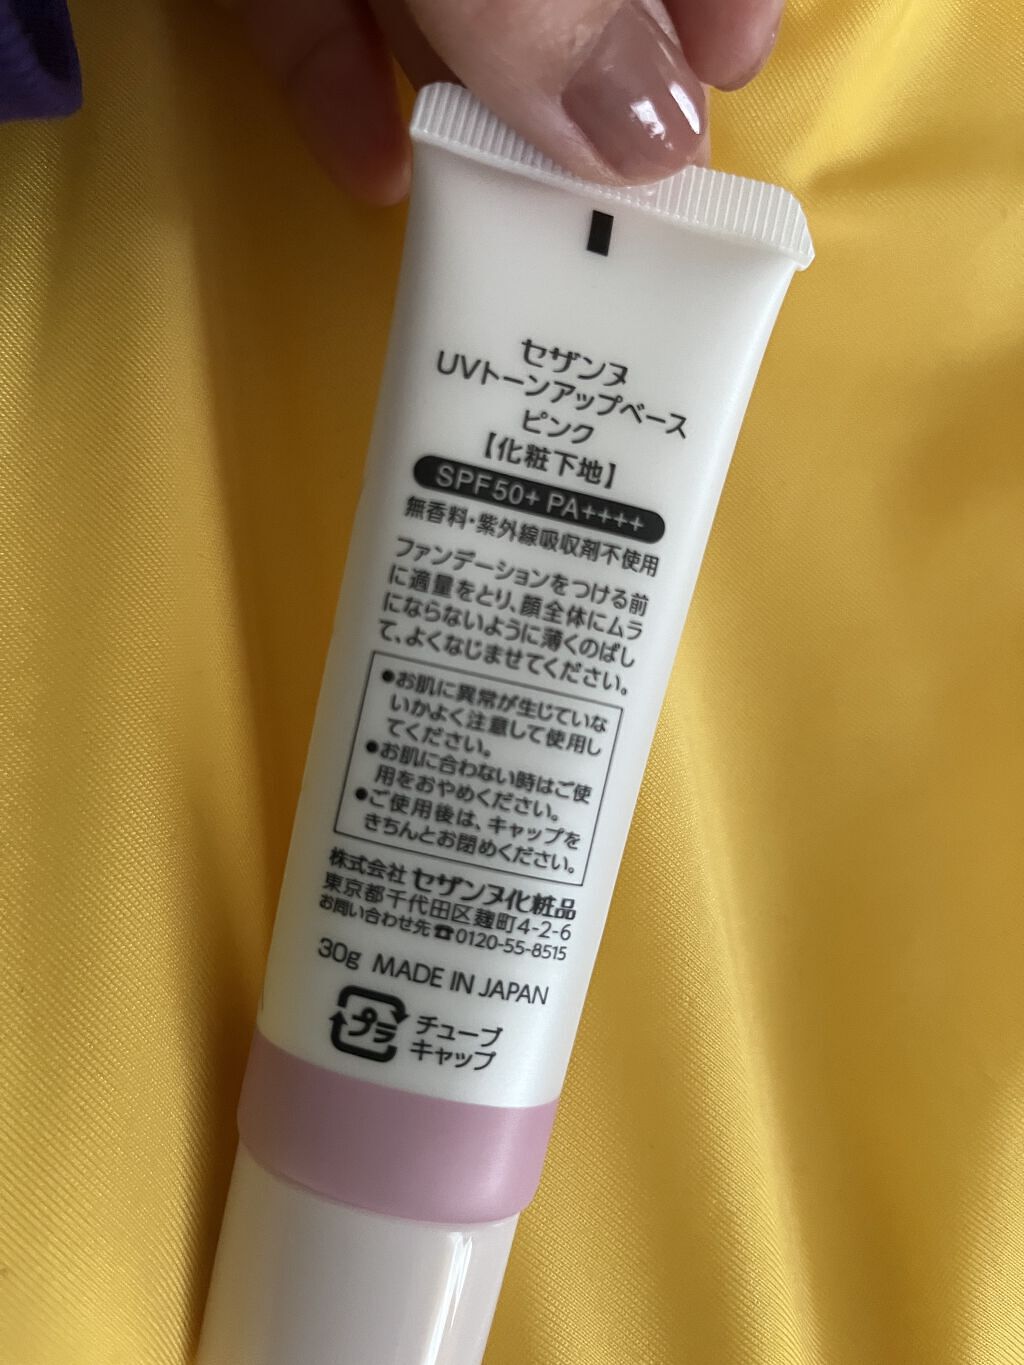 セザンヌ
UVトーンアップベース
ピンク
【化粧下地】
SPF50+ PA++++
無香料・紫外線吸収剤不使用
ファンデーションをつける前
に適量をとり、顔全体にムラ
にならないように薄くのばし
て、よくなじませてください。
●お肌に異常が生じていな
いかよく注意して使用し
てください。
●お肌に合わない時はご使
用をおやめください。
●ご使用後は、キャップを
きちんとお閉めください。
株式会社 セザンヌ化粧品
東京都千代田区麹町4-2-6
お問い合わせ先☎0120-55-8515
30g MADE IN JAPAN
プラ チューブ
キャップ